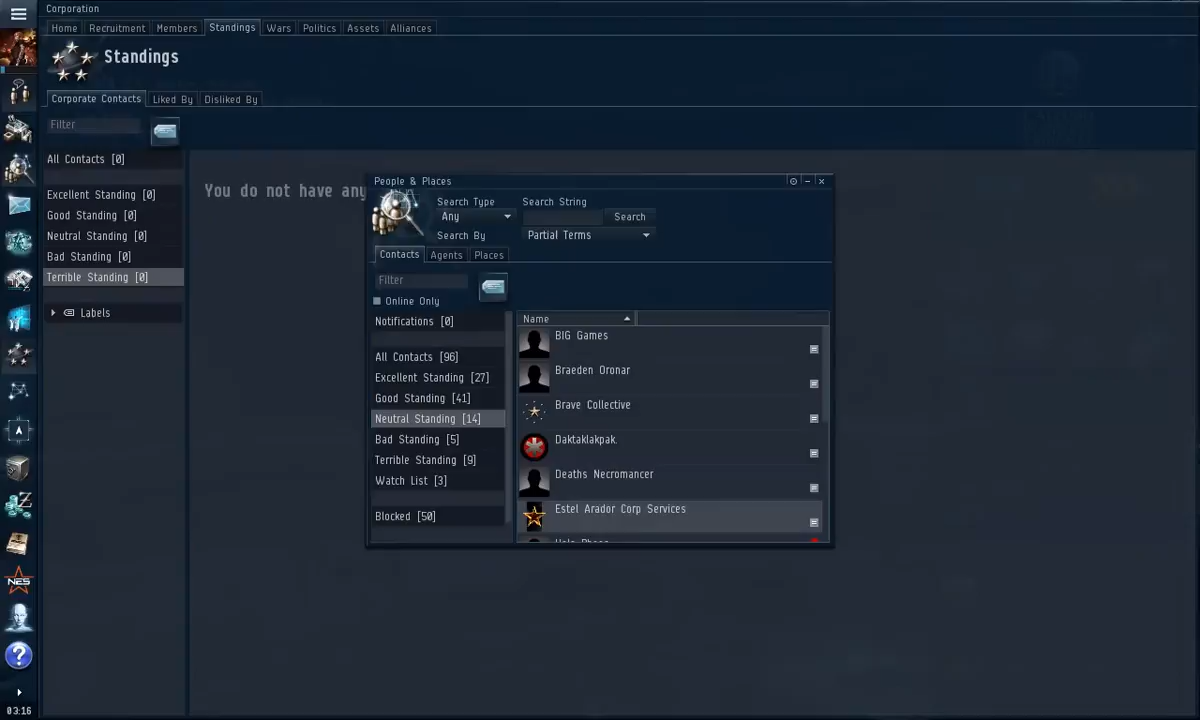 Corporation
Home Recruitment Members Standings Wars Politics Assets Alliances
Standings
Corporate Contacts Liked By Disliked By
Filter
All Contacts [0]
Excellent Standing [0]
Good Standing [0]
Neutral Standing [0]
Bad Standing [0]
Terrible Standing [0]
Labels
You do not have any
People & Places
Search Type Search String
Any Search
Search By Partial Terms
Contacts Agents Places
Filter
Online Only
Notifications [0]
All Contacts [96]
Excellent Standing [27]
Good Standing [41]
Neutral Standing [14]
Bad Standing [5]
Terrible Standing [9]
Watch List [3]
Blocked [50]
Name
BIG Games
Braeden Oronar
Brave Collective
Daktaklakpak.
Deaths Necromancer
Estel Arador Corp Services
NES
03:16